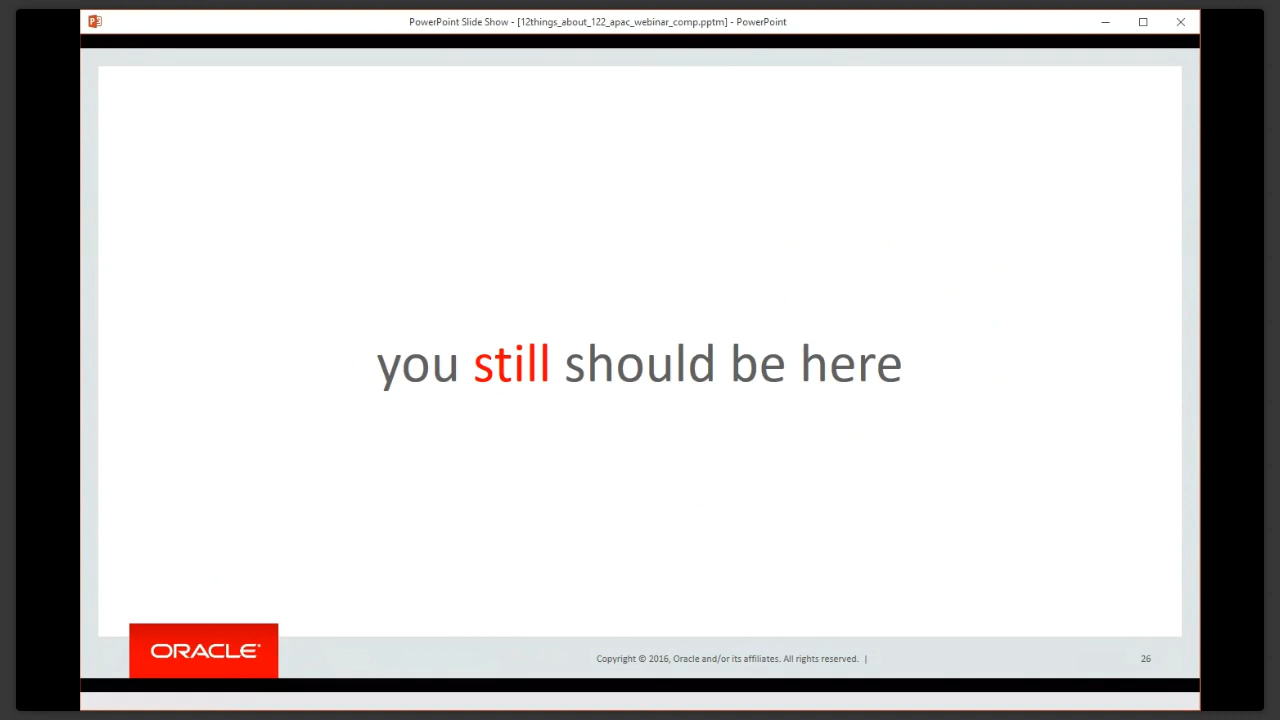 PowerPoint Slide Show - [12things_about_122_apac_webinar_comp.pptm] - PowerPoint
you still should be here
ORACLE®
Copyright © 2016, Oracle and/or its affiliates. All rights reserved. |
26